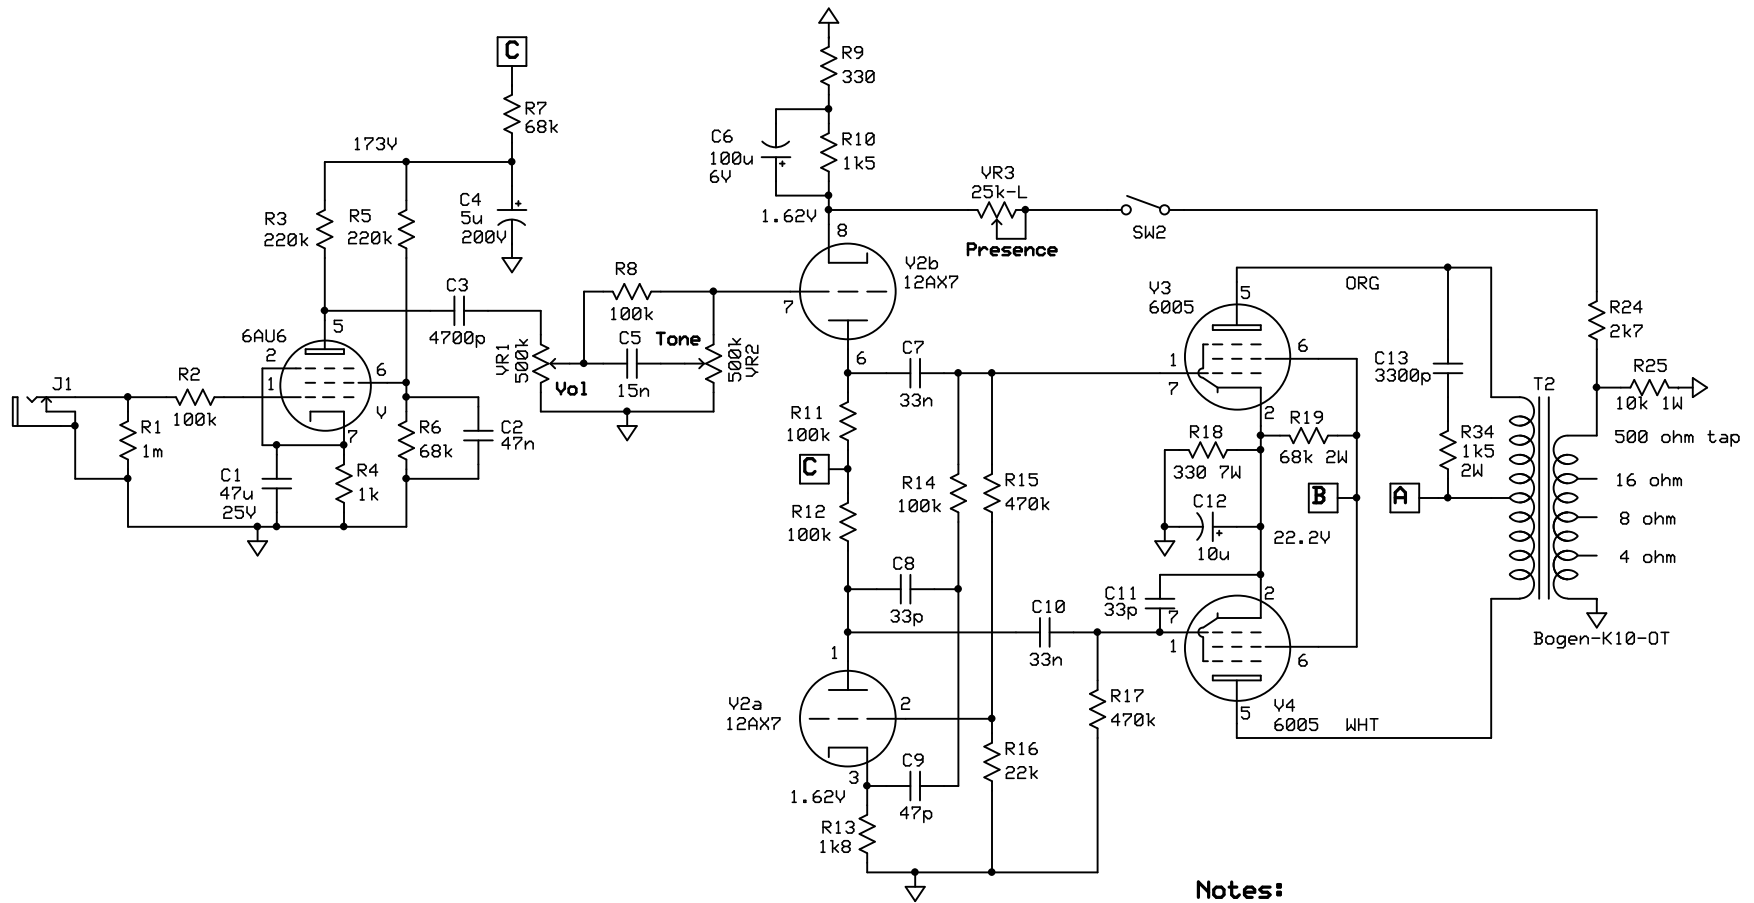 C
R7
68k
173V
R3
220k
R5
220k
C4
5u
200V
+
C3
4700p
6AU6
2
5
1
6
V
7
J1
R2
100k
R1
1m
C1
47u
25V
R4
1k
R6
68k
C2
47n
VR1
500k
Vol
R8
100k
C5
15n
Tone
500k
VR2
R9
330
C6
100u
6V
+
R10
1k5
1.62V
8
V2b
12AX7
7
6
VR3
25k-L
Presence
SW2
C7
33n
R11
100k
C
R12
100k
R14
100k
R15
470k
C8
33p
C10
33n
1
V2a
12AX7
2
3
1.62V
C9
47p
R13
1k8
R16
22k
R17
470k
V3
6005
5
ORG
1
7
6
2
R18
330 7W
R19
68k 2W
C12
+
10u
22.2V
B
A
C11
33p
7
2
1
6
5
V4
6005
WHT
C13
3300p
R34
1k5
2W
T2
R24
2k7
R25
10k 1W
500 ohm tap
16 ohm
8 ohm
4 ohm
Bogen-K10-OT
Notes: